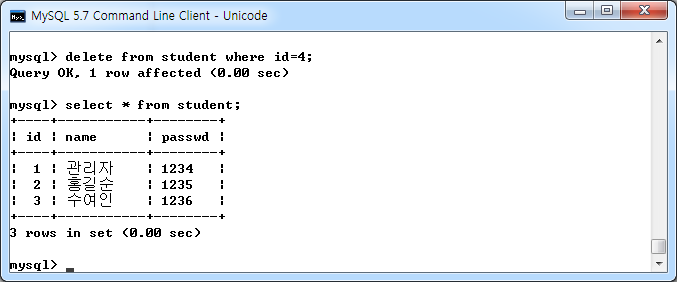 MySQL 5.7 Command Line Client - Unicode
mysql> delete from student where id=4;
Query OK, 1 row affected (0.00 sec)
mysql> select * from student;
+----+-----------+--------+
| id | name      | passwd |
+----+-----------+--------+
|  1 | 관리자    | 1234   |
|  2 | 홍길순    | 1235   |
|  3 | 수여인    | 1236   |
+----+-----------+--------+
3 rows in set (0.00 sec)
mysql> _